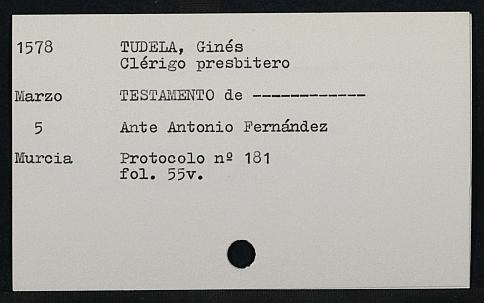 1578 TUDELA, Ginés
Clérigo presbitero
Marzo TESTAMENTO de ------------
5 Ante Antonio Fernández
Murcia Protocolo nº 181
fol. 55v.